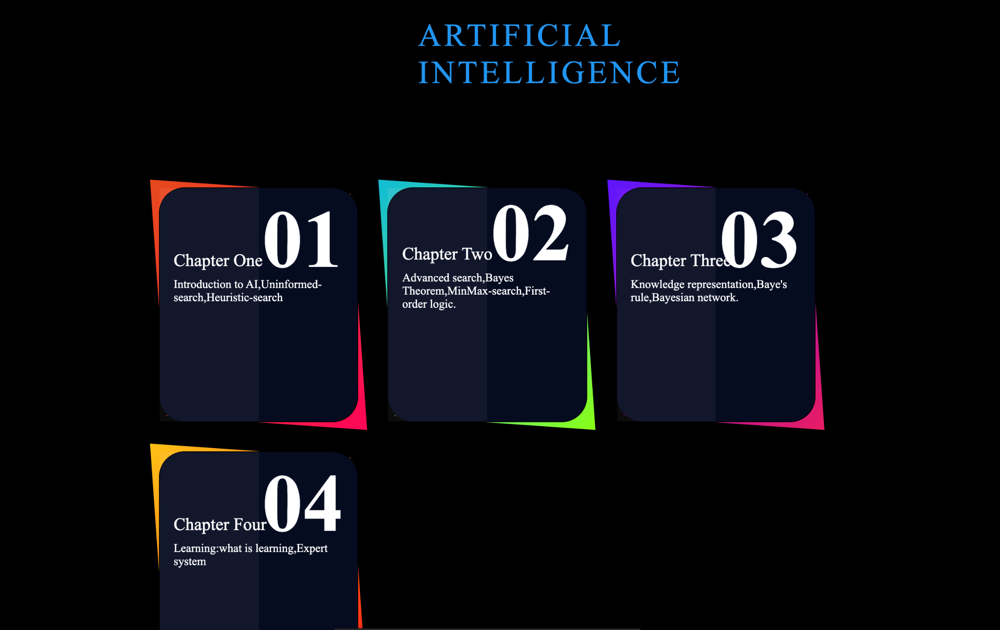 ARTIFICIAL
INTELLIGENCE
01
Chapter One
Introduction to AI,Uninformed-
search,Heuristic-search
02
Chapter Two
Advanced search,Bayes
Theorem,MinMax-search,First-
order logic.
03
Chapter Three
Knowledge representation,Baye's
rule,Bayesian network.
04
Chapter Four
Learning:what is learning,Expert
system